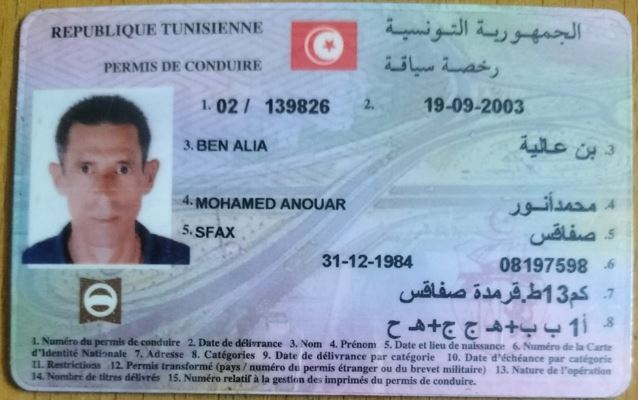 REPUBLIQUE TUNISIENNE الجمهورية التونسية
PERMIS DE CONDUIRE رخصة سياقة
1. 02 / 139826 2. 19-09-2003
3. BEN ALIA 3. بن عالية
4. MOHAMED ANOUAR 4. محمد أنور
5. SFAX 5. صفاقس
31-12-1984 6. 08197598
7. كم13ط.قرمدة صفاقس
8. أ1 ب ب+هـ ج ج+هـ ح
1. Numéro du permis de conduire 2. Date de délivrance 3. Nom 4. Prénom 5. Date et lieu de naissance 6. Numéro de la Carte
d'Identité Nationale 7. Adresse 8. Catégories 9. Date de délivrance par catégorie 10. Date d'échéance par catégorie
11. Restrictions 12. Permis transformé (pays / numéro du permis étranger ou du brevet militaire) 13. Nature de l'opération
14. Nombre de titres délivrés 15. Numéro relatif à la gestion des imprimés du permis de conduire.